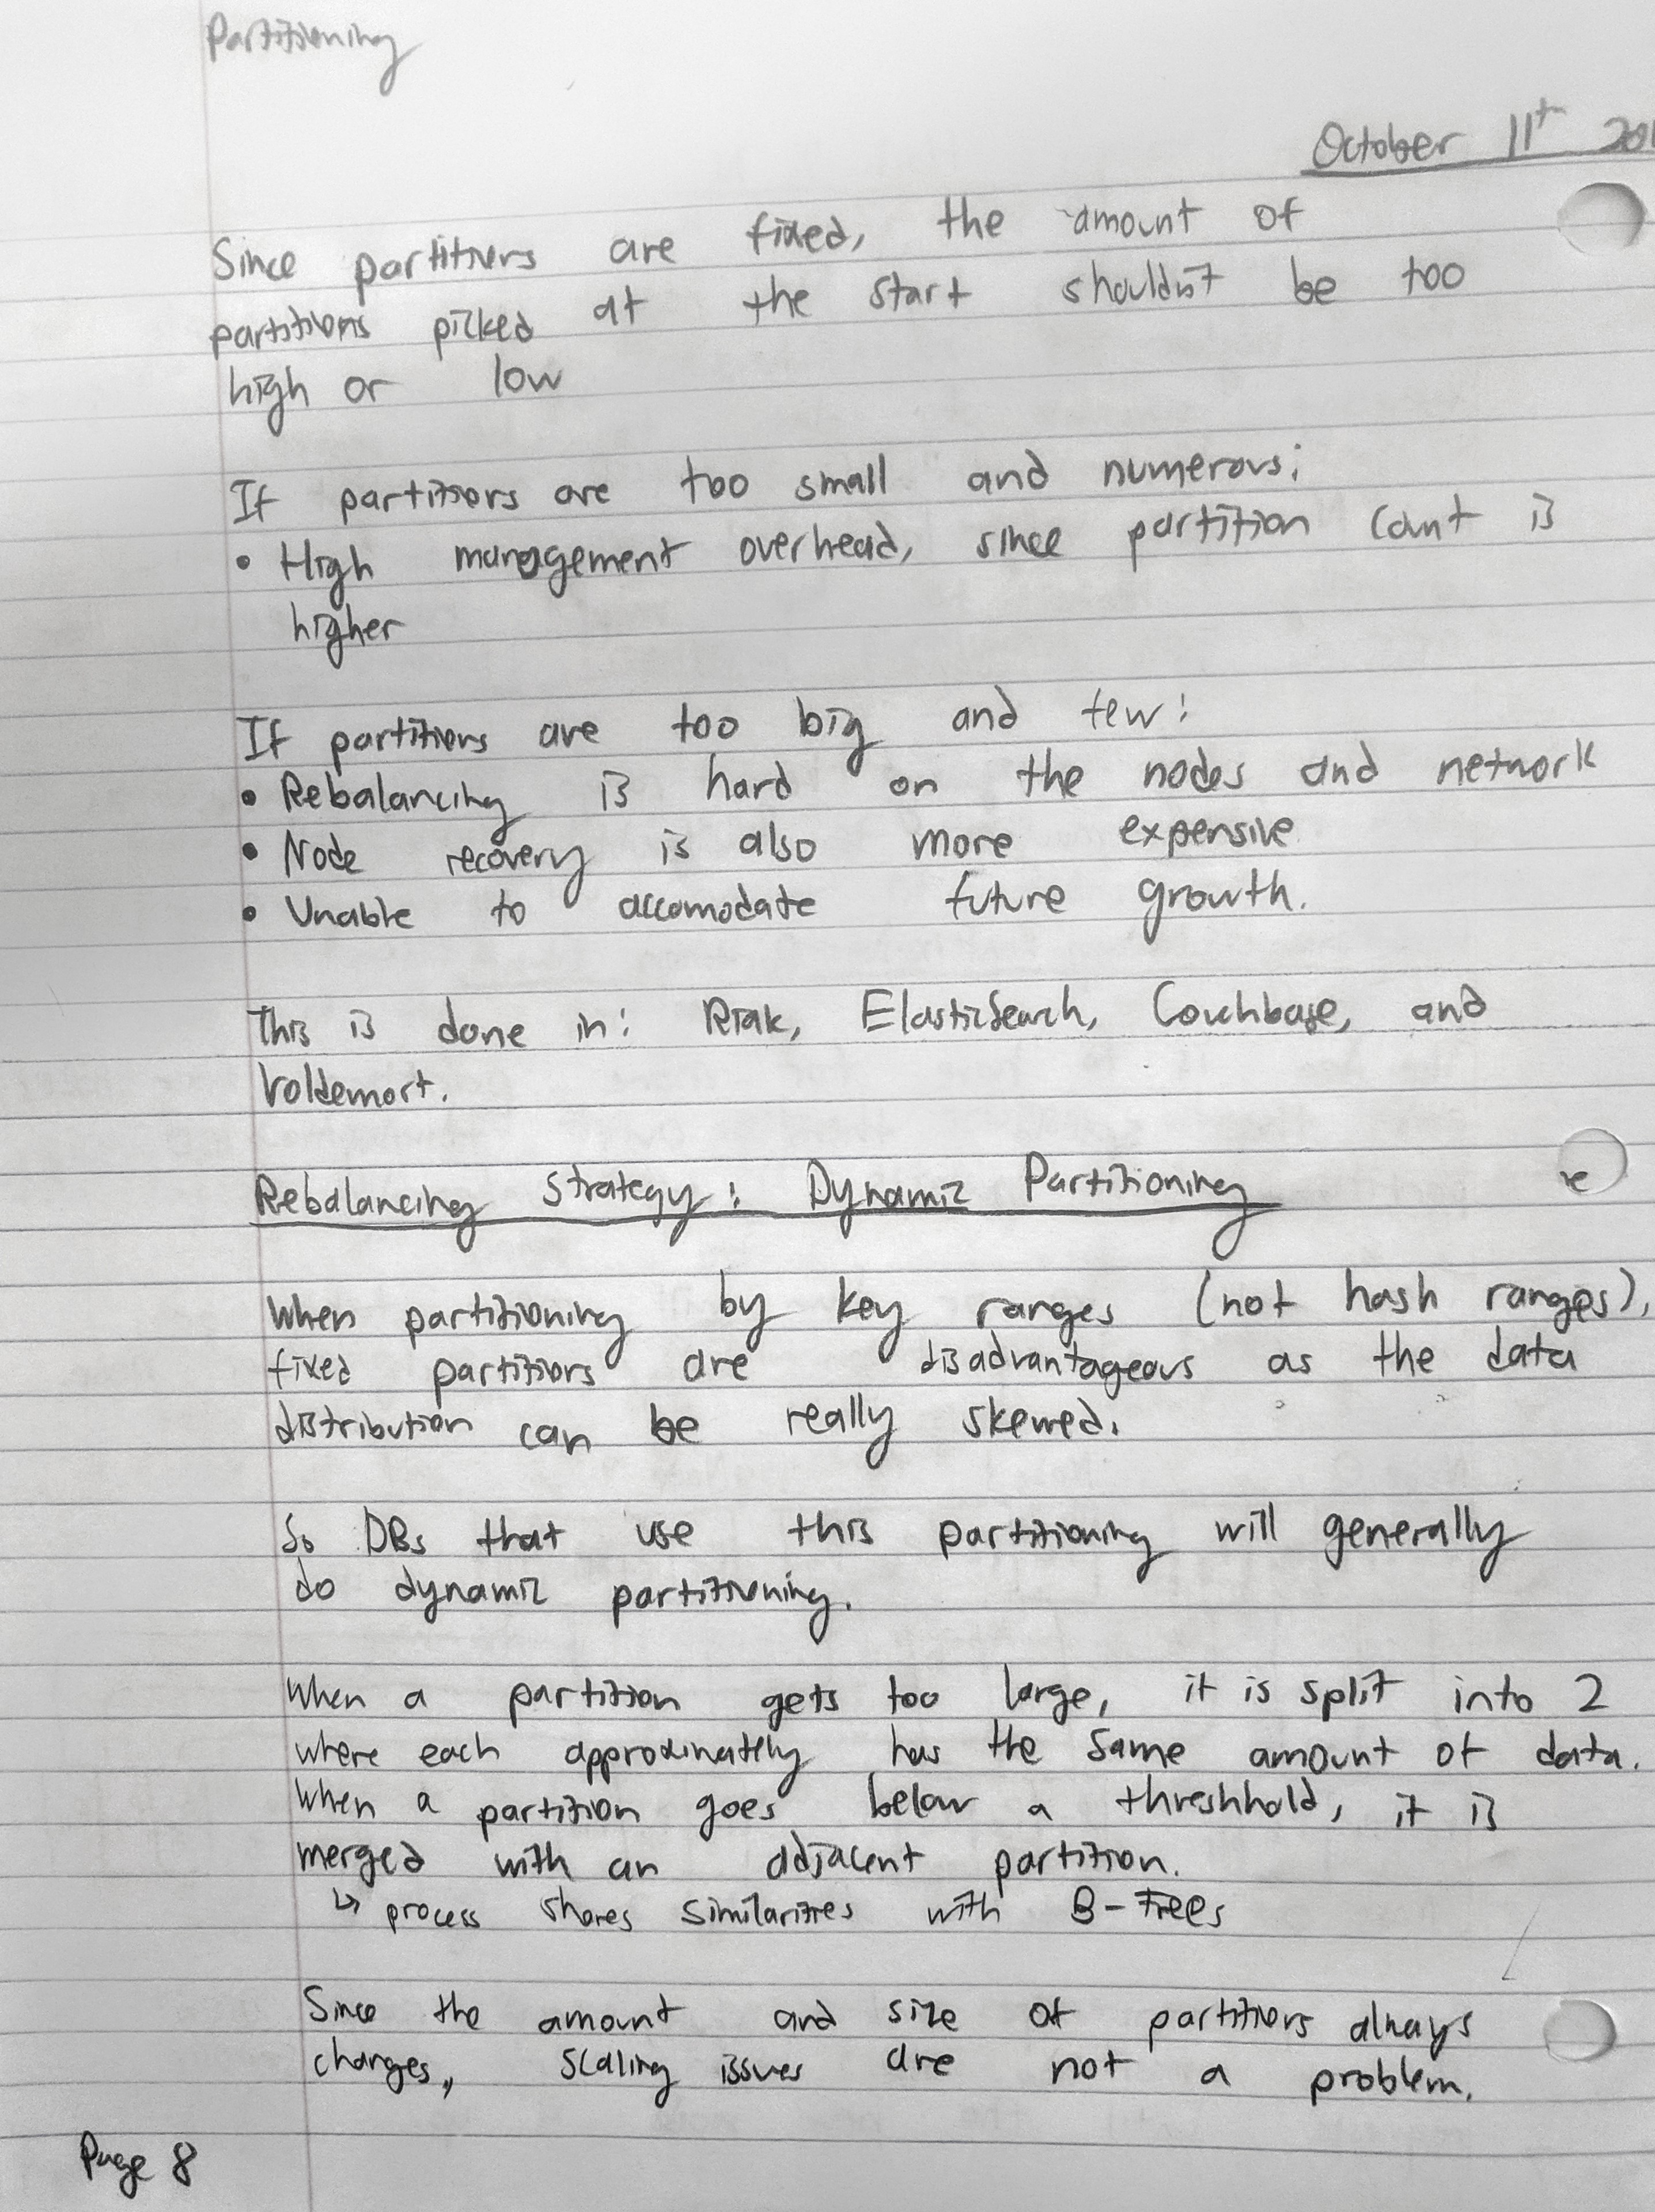 Partitioning
October 11th 201
Since partitions are fixed, the amount of
partitions picked at the start shouldn't be too
high or low
If partitions are too small and numerous:
• High management overhead, since partition count is
higher
If partitions are too big and few:
• Rebalancing is hard on the nodes and network
• Node recovery is also more expensive
• Unable to accomodate future growth.
This is done in: Riak, ElasticSearch, Couchbase, and
Voldemort.
Rebalancing Strategy: Dynamic Partitioning
When partitioning by key ranges (not hash ranges),
fixed partitions are disadvantageous as the data
distribution can be really skewed.
So DBs that use this partitioning will generally
do dynamic partitioning.
When a partition gets too large, it is split into 2
where each approximately has the same amount of data.
When a partition goes below a threshhold, it is
merged with an adjacent partition.
↳ process shares similarities with B-Trees
Since the amount and size of partitions always
changes, scaling issues are not a problem.
Page 8